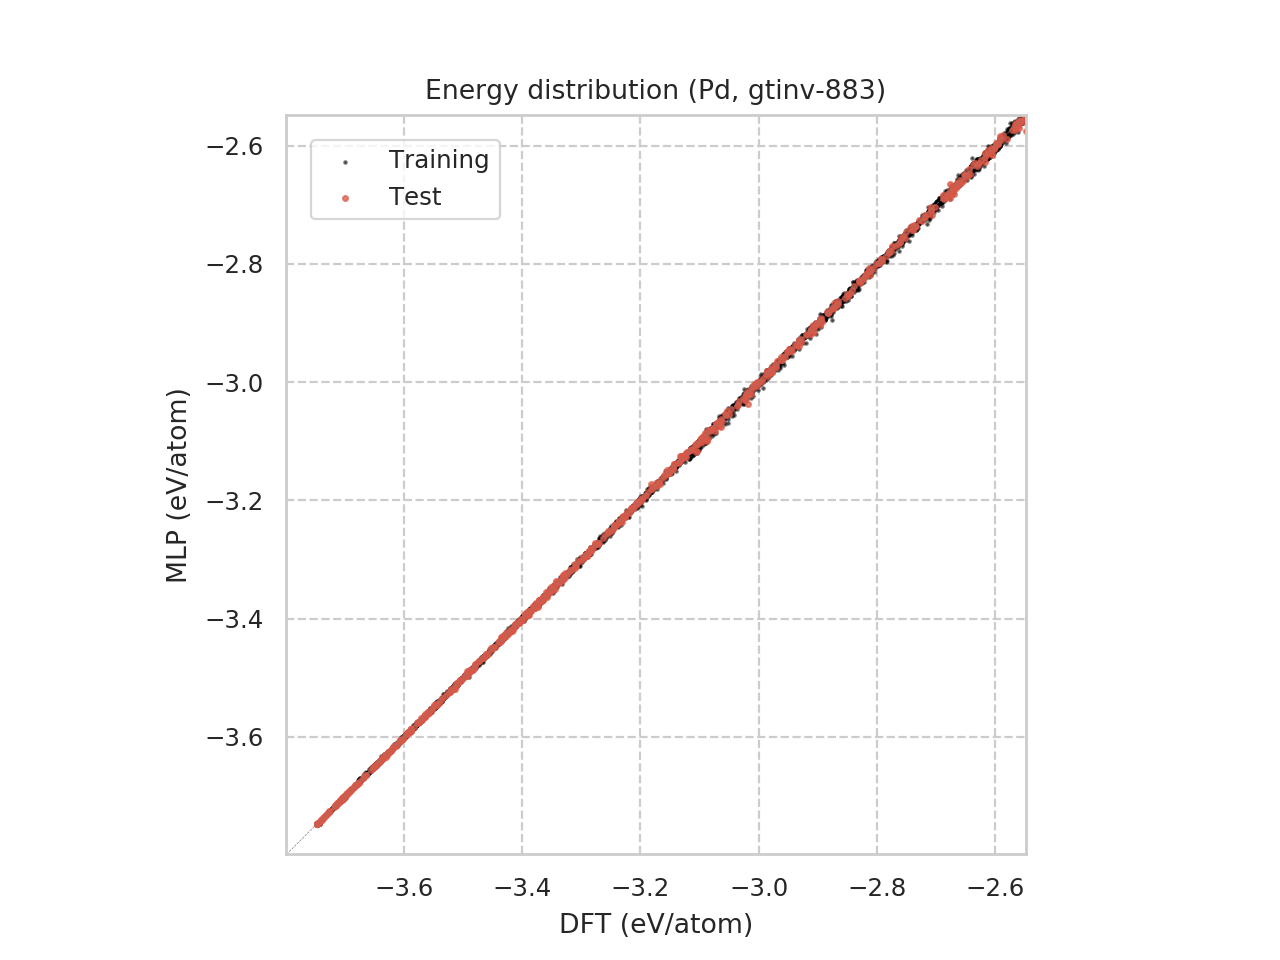 Energy distribution (Pd, gtinv-883)
Training
Test
−2.6
−2.8
−3.0
−3.2
−3.4
−3.6
MLP (eV/atom)
−3.6 −3.4 −3.2 −3.0 −2.8 −2.6
DFT (eV/atom)